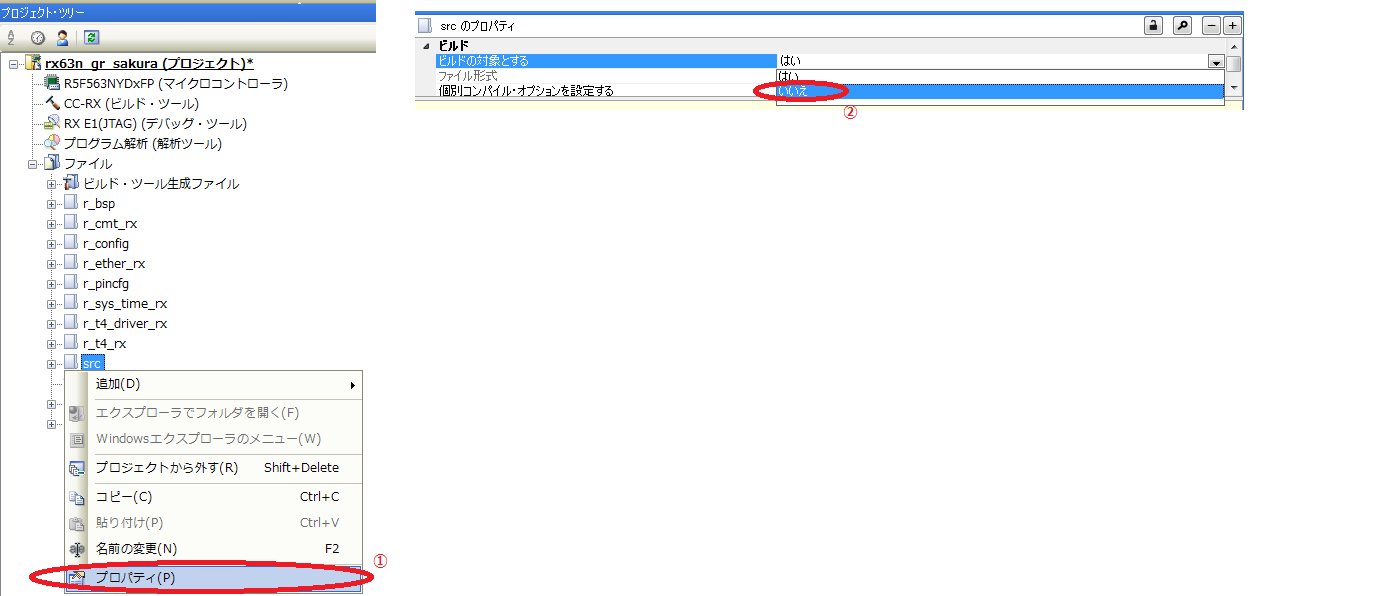 プロジェクト・ツリー
rx63n_gr_sakura (プロジェクト)*
R5F563NYDxFP (マイクロコントローラ)
CC-RX (ビルド・ツール)
RX E1(JTAG) (デバッグ・ツール)
プログラム解析 (解析ツール)
ファイル
ビルド・ツール生成ファイル
r_bsp
r_cmt_rx
r_config
r_ether_rx
r_pincfg
r_sys_time_rx
r_t4_driver_rx
r_t4_rx
src
追加(D)
エクスプローラでフォルダを開く(F)
Windowsエクスプローラのメニュー(W)
プロジェクトから外す(R) Shift+Delete
コピー(C) Ctrl+C
貼り付け(P) Ctrl+V
名前の変更(N) F2
プロパティ(P)
①
src のプロパティ
ビルド
ビルドの対象とする はい
ファイル形式 はい
個別コンパイル・オプションを設定する いいえ
②